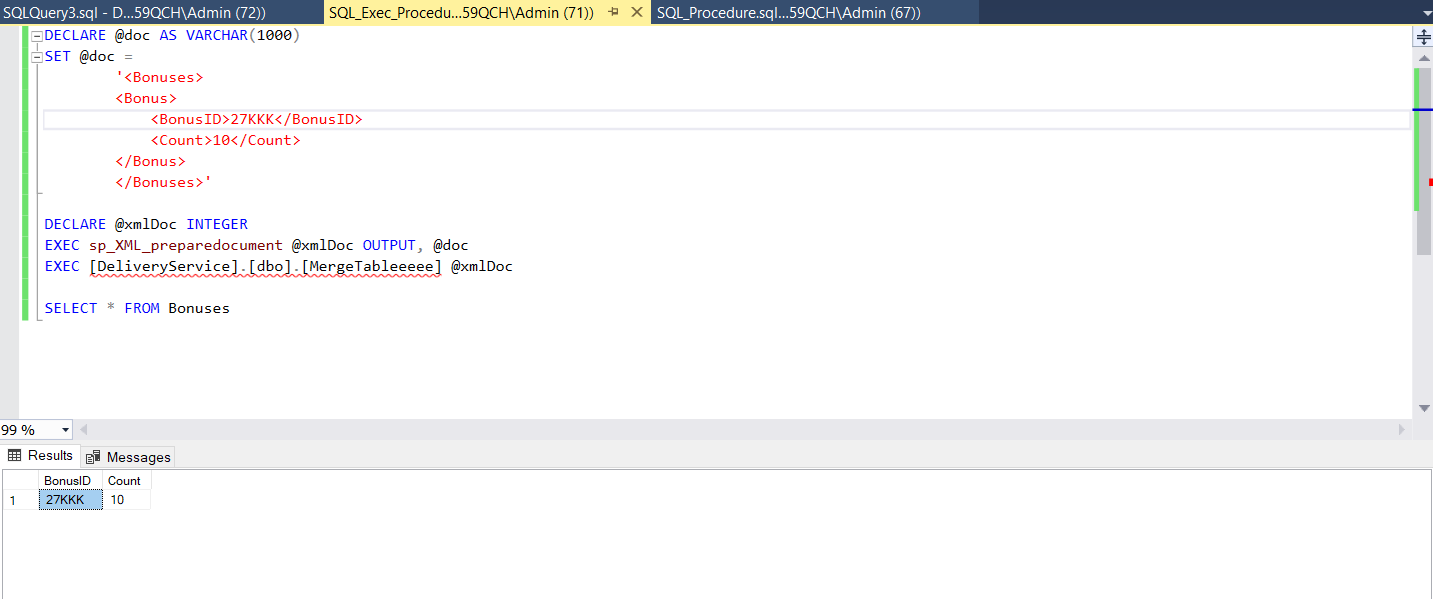 SQLQuery3.sql - D...59QCH\Admin (72)) SQL_Exec_Procedu...59QCH\Admin (71)) SQL_Procedure.sql...59QCH\Admin (67))
DECLARE @doc AS VARCHAR(1000)
SET @doc =
'<Bonuses>
<Bonus>
<BonusID>27KKK</BonusID>
<Count>10</Count>
</Bonus>
</Bonuses>'
DECLARE @xmlDoc INTEGER
EXEC sp_XML_preparedocument @xmlDoc OUTPUT, @doc
EXEC [DeliveryService].[dbo].[MergeTableeeee] @xmlDoc
SELECT * FROM Bonuses
99 %
Results Messages
BonusID Count
1 27KKK 10